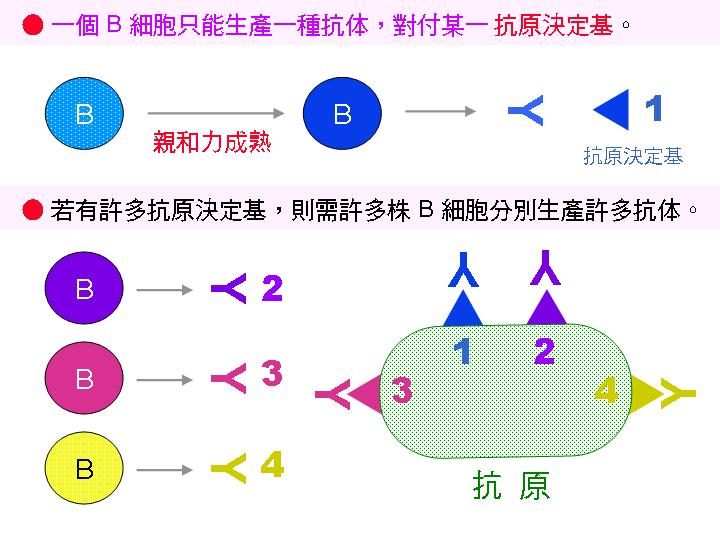 一個 B 細胞只能生產一種抗体，對付某一 抗原決定基。
B
B
1
親和力成熟
抗原決定基
若有許多抗原決定基，則需許多株 B 細胞分別生產許多抗体。
B
2
B
3
B
4
1
2
3
4
抗 原